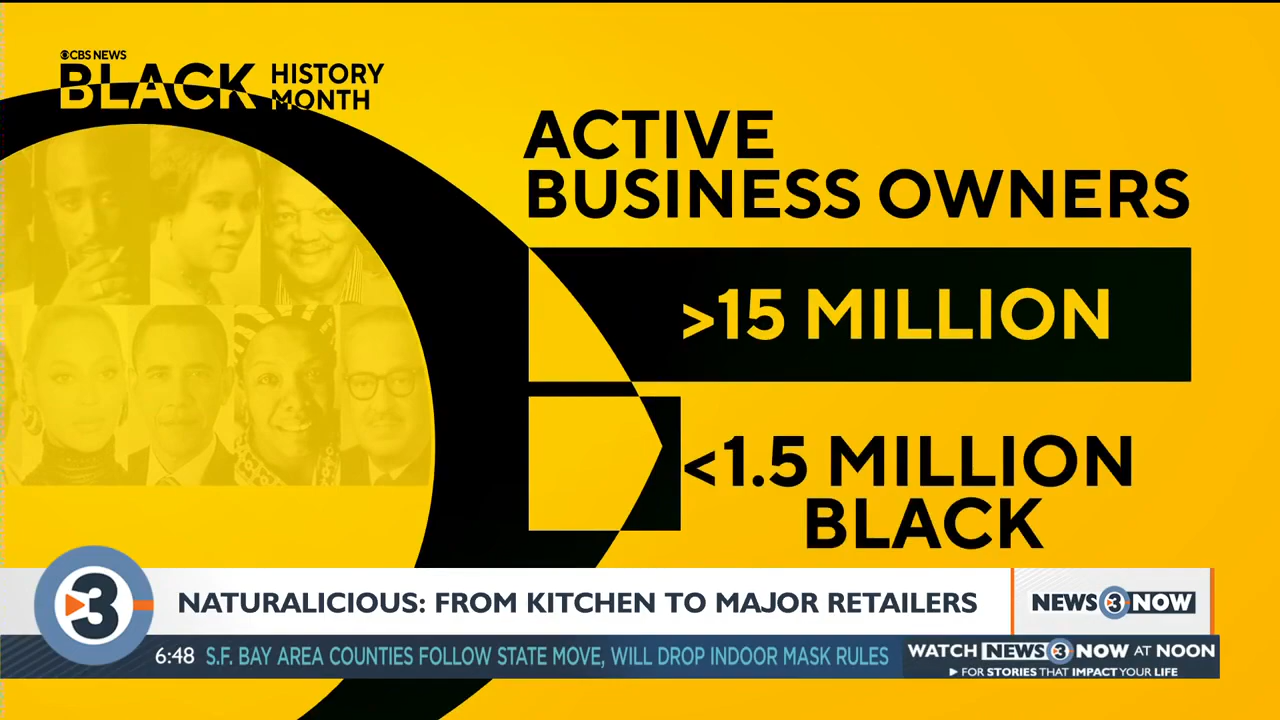 CBS NEWS
BLACK HISTORY MONTH
ACTIVE
BUSINESS OWNERS
>15 MILLION
<1.5 MILLION
BLACK
3
NATURALICIOUS: FROM KITCHEN TO MAJOR RETAILERS
NEWS 3 NOW
6:48 S.F. BAY AREA COUNTIES FOLLOW STATE MOVE, WILL DROP INDOOR MASK RULES
WATCH NEWS 3 NOW AT NOON
▶ FOR STORIES THAT IMPACT YOUR LIFE